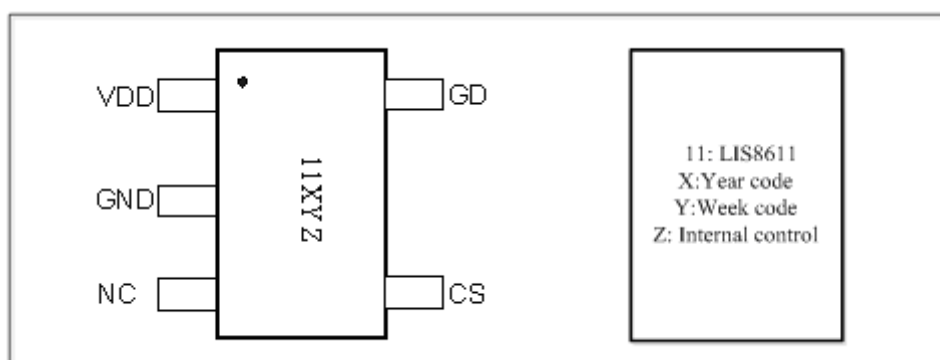 VDD
GND
NC
GD
CS
11XYZ
11: LIS8611
X:Year code
Y:Week code
Z: Internal control